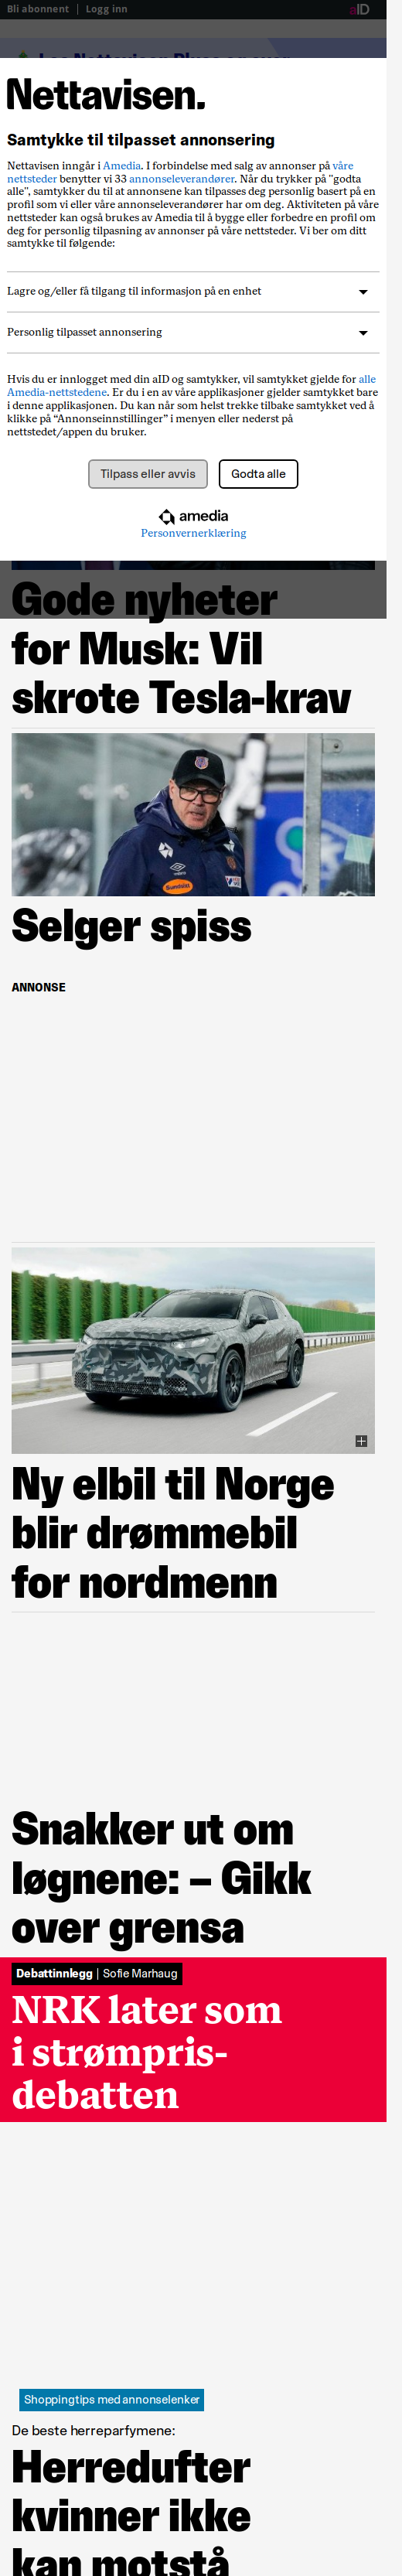 Bli abonnent | Logg inn
aID
Nettavisen.
Samtykke til tilpasset annonsering
Nettavisen inngår i Amedia. I forbindelse med salg av annonser på våre
nettsteder benytter vi 33 annonseleverandører. Når du trykker på "godta
alle", samtykker du til at annonsene kan tilpasses deg personlig basert på en
profil som vi eller våre annonseleverandører har om deg. Aktiviteten på våre
nettsteder kan også brukes av Amedia til å bygge eller forbedre en profil om
deg for personlig tilpasning av annonser på våre nettsteder. Vi ber om ditt
samtykke til følgende:
Lagre og/eller få tilgang til informasjon på en enhet
Personlig tilpasset annonsering
Hvis du er innlogget med din aID og samtykker, vil samtykket gjelde for alle
Amedia-nettstedene. Er du i en av våre applikasjoner gjelder samtykket bare
i denne applikasjonen. Du kan når som helst trekke tilbake samtykket ved å
klikke på “Annonseinnstillinger” i menyen eller nederst på
nettstedet/appen du bruker.
Tilpass eller avvis
Godta alle
amedia
Personvernerklæring
Gode nyheter
for Musk: Vil
skrote Tesla-krav
Sunnidal
Selger spiss
ANNONSE
Ny elbil til Norge
blir drømmebil
for nordmenn
Snakker ut om
løgnene: – Gikk
over grensa
Debattinnlegg | Sofie Marhaug
NRK later som
i strømpris-
debatten
Shoppingtips med annonselenker
De beste herreparfymene:
Herredufter
kvinner ikke
kan motstå